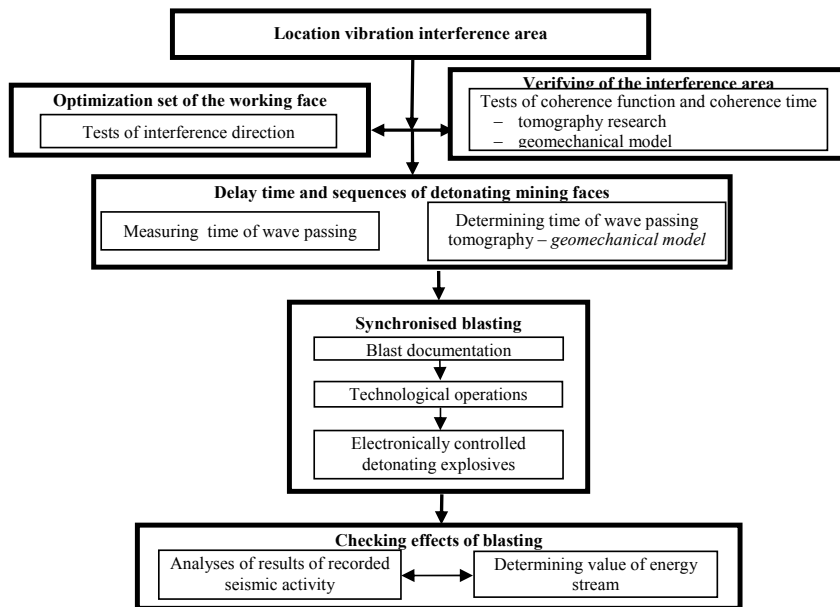 Location vibration interference area
Optimization set of the working face
Tests of interference direction
Verifying of the interference area
Tests of coherence function and coherence time
– tomography research
– geomechanical model
Delay time and sequences of detonating mining faces
Measuring time of wave passing
Determining time of wave passing
tomography – geomechanical model
Synchronised blasting
Blast documentation
Technological operations
Electronically controlled
detonating explosives
Checking effects of blasting
Analyses of results of recorded
seismic activity
Determining value of energy
stream